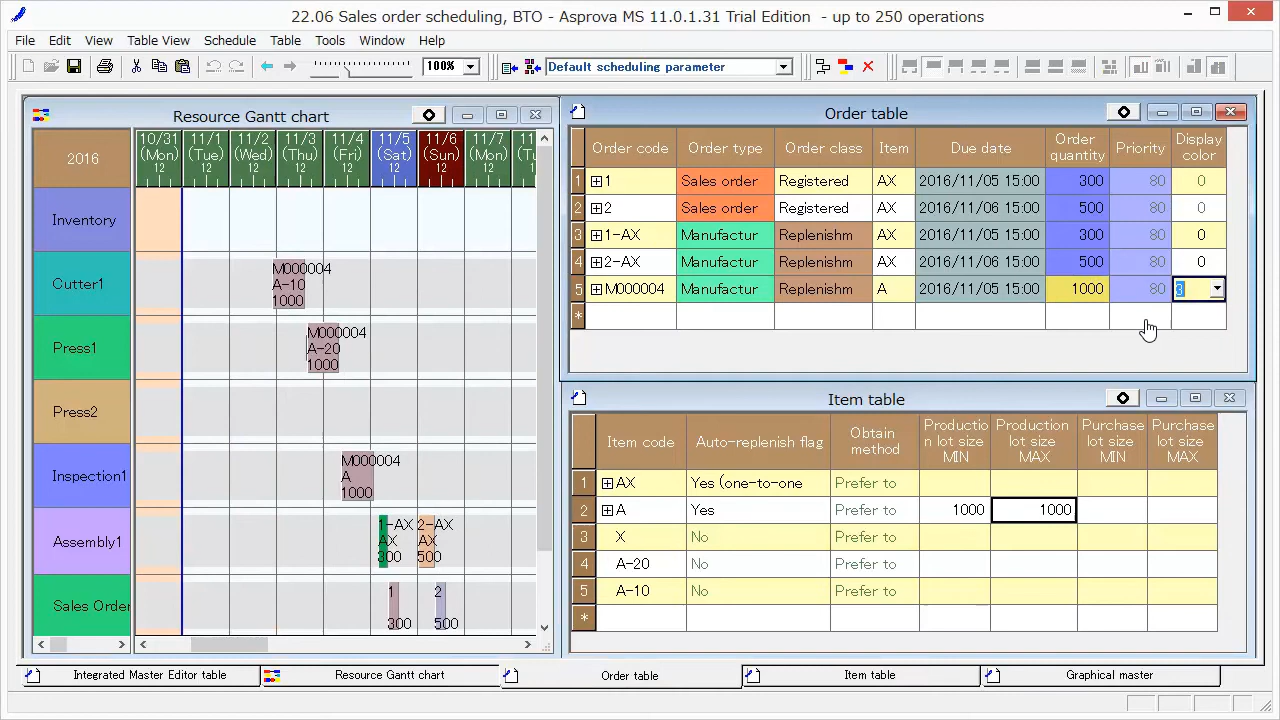 22.06 Sales order scheduling, BTO - Asprova MS 11.0.1.31 Trial Edition - up to 250 operations
File Edit View Table View Schedule Table Tools Window Help
100%
Default scheduling parameter
Resource Gantt chart
2016
10/31 11/1 11/2 11/3 11/4 11/5 11/6 11/7 11
(Mon) (Tue) (Wed) (Thu) (Fri) (Sat) (Sun) (Mon) (Tu
12 12 12 12 12 12 12 12 12
Inventory
Cutter1
M000004
A-10
1000
Press1
M000004
A-20
1000
Press2
Inspection1
M000004
A
1000
Assembly1
1-AX 2-AX
AX AX
300 500
Sales Order
1 2
300 500
Order table
Order code Order type Order class Item Due date Order quantity Priority Display color
1 1 Sales order Registered AX 2016/11/05 15:00 300 80 0
2 2 Sales order Registered AX 2016/11/06 15:00 500 80 0
3 1-AX Manufactur Replenishm AX 2016/11/05 15:00 300 80 0
4 2-AX Manufactur Replenishm AX 2016/11/06 15:00 500 80 0
5 M000004 Manufactur Replenishm A 2016/11/05 15:00 1000 80 3
*
Item table
Item code Auto-replenish flag Obtain method Productio n lot size MIN Production lot size MAX Purchase lot size MIN Purchase lot size MAX
1 AX Yes (one-to-one Prefer to
2 A Yes Prefer to 1000 1000
3 X No Prefer to
4 A-20 No Prefer to
5 A-10 No Prefer to
*
Integrated Master Editor table Resource Gantt chart Order table Item table Graphical master